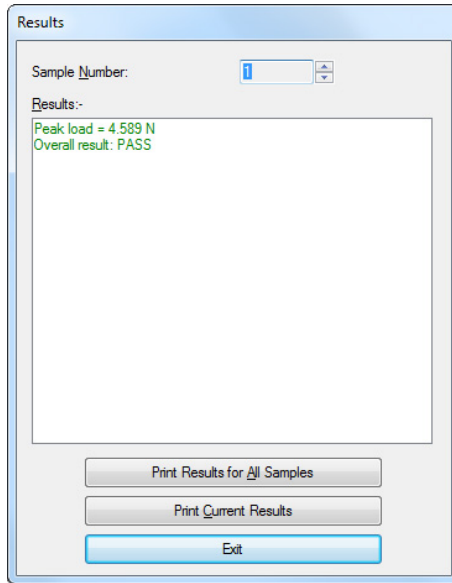 Results
Sample Number: 1
Results:-
Peak load = 4.589 N
Overall result: PASS
Print Results for All Samples
Print Current Results
Exit